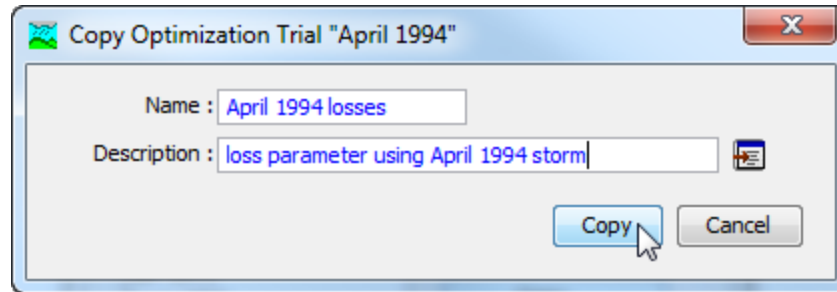 Copy Optimization Trial "April 1994"
Name : April 1994 losses
Description : loss parameter using April 1994 storm
Copy Cancel